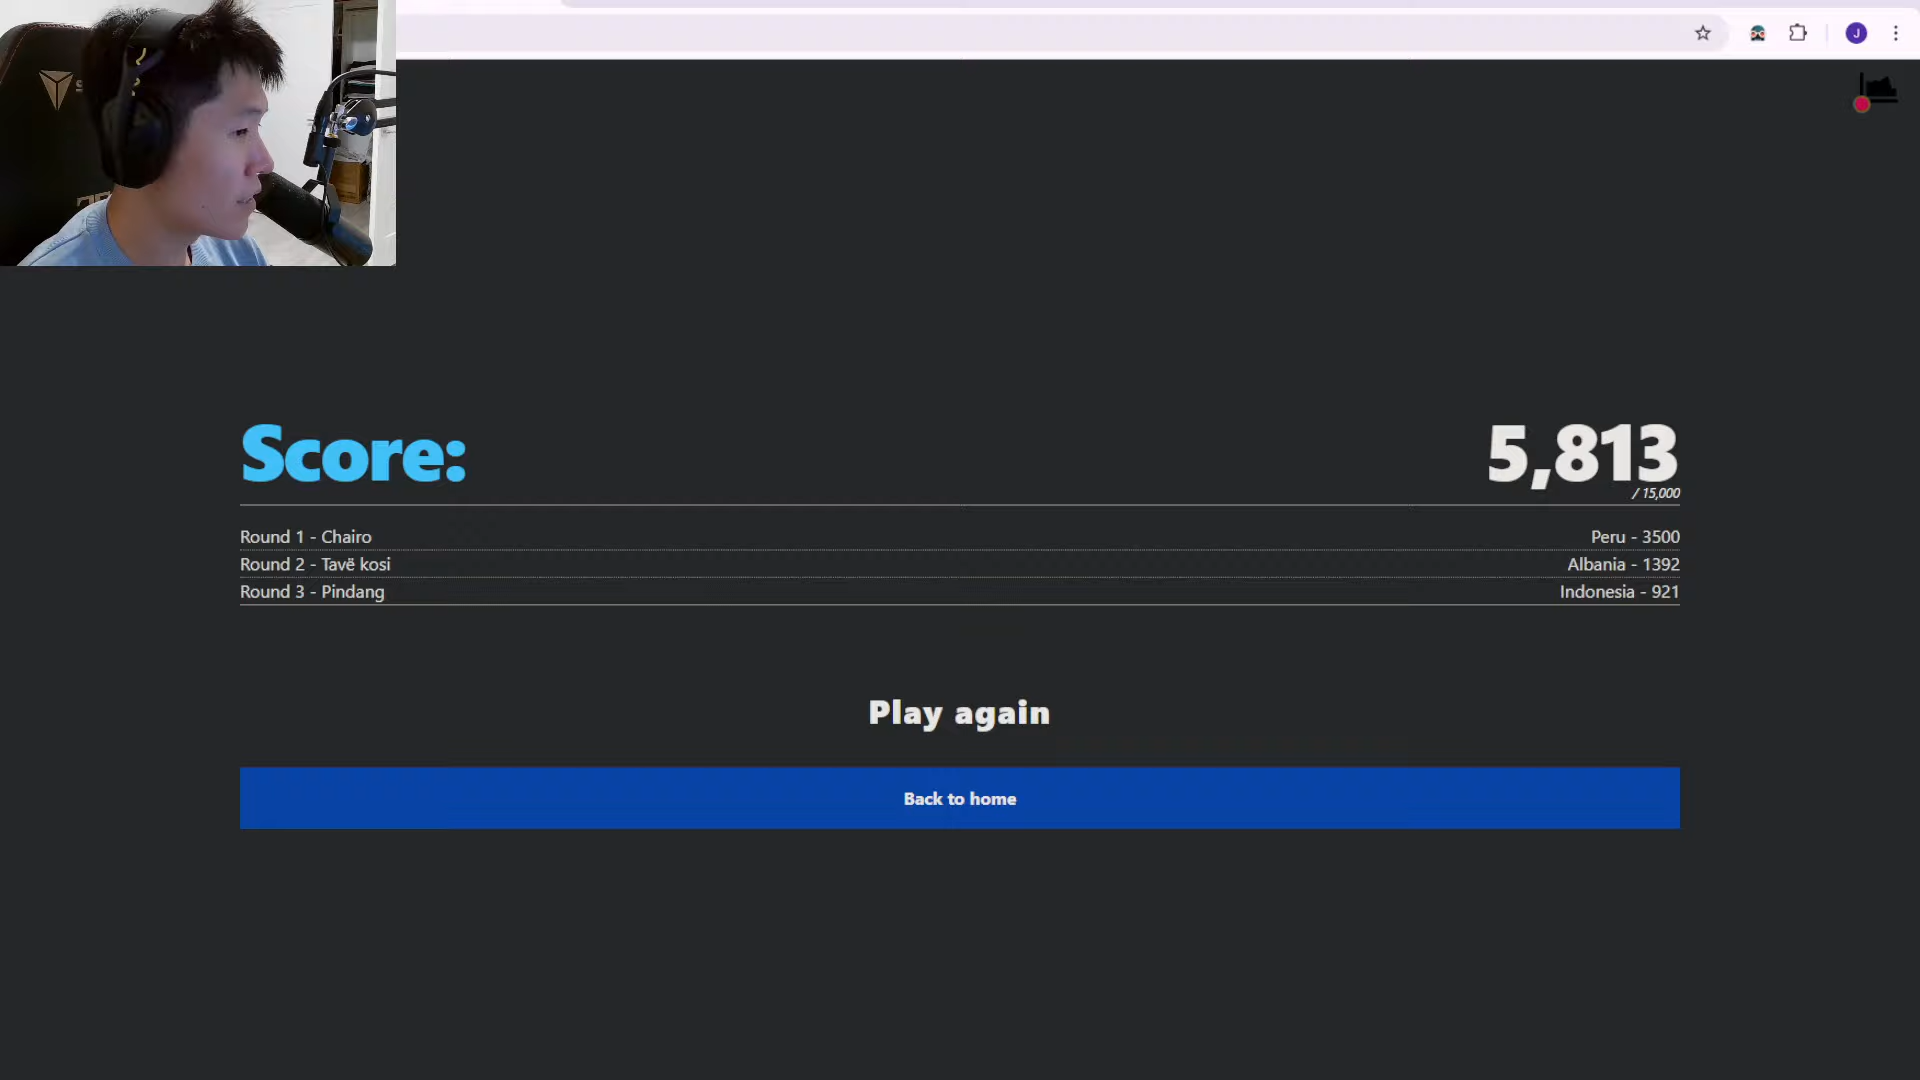 J
Score:
5,813
/ 15,000
Round 1 - Chairo
Peru - 3500
Round 2 - Tavë kosi
Albania - 1392
Round 3 - Pindang
Indonesia - 921
Play again
Back to home